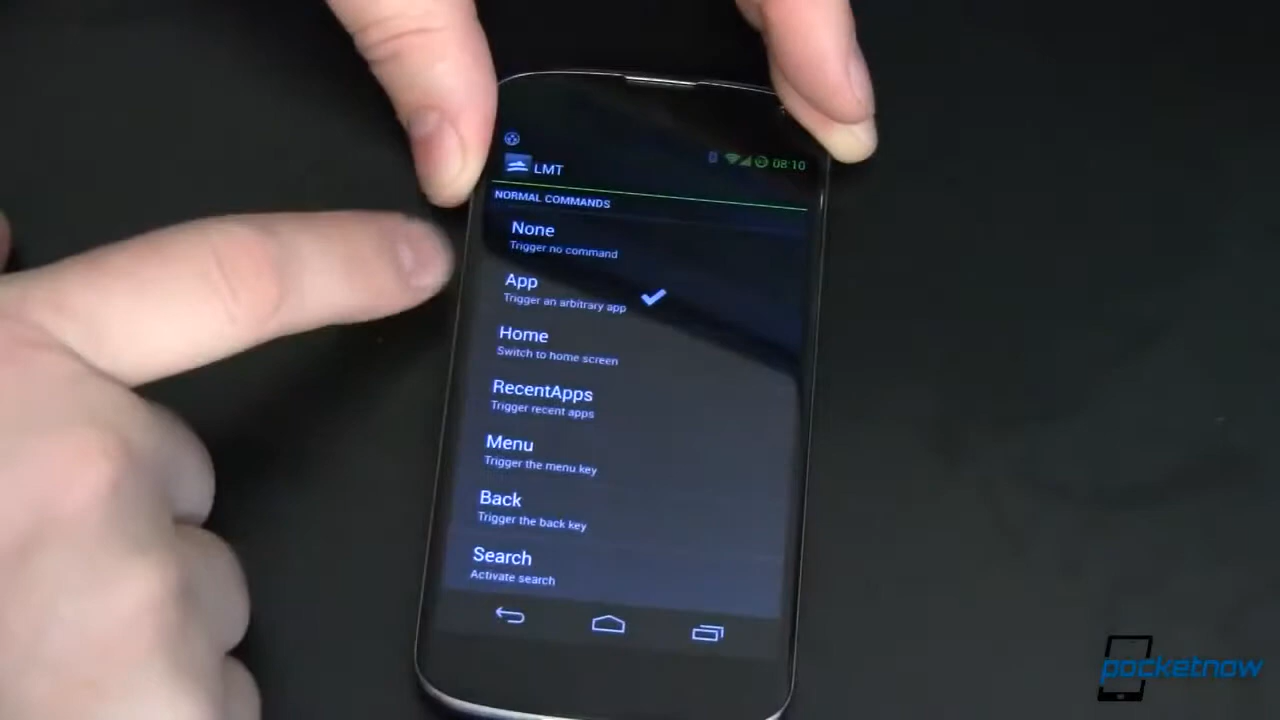 08:10
LMT
NORMAL COMMANDS
None
Trigger no command
App
Trigger an arbitrary app
Home
Switch to home screen
RecentApps
Trigger recent apps
Menu
Trigger the menu key
Back
Trigger the back key
Search
Activate search
pocketnow